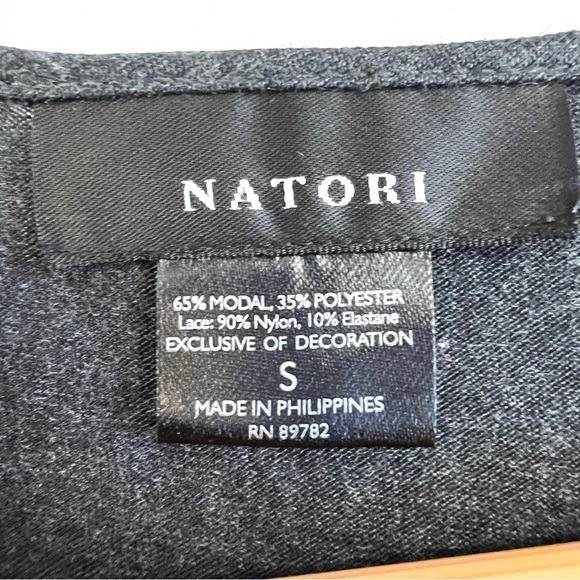 NATORI
65% MODAL, 35% POLYESTER
Lace: 90% Nylon, 10% Elastane
EXCLUSIVE OF DECORATION
S
MADE IN PHILIPPINES
RN 89782